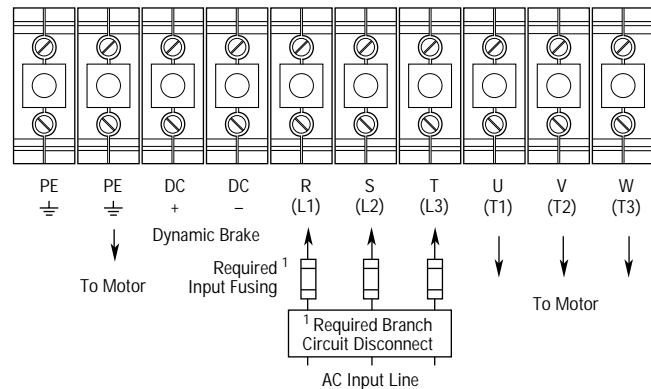 PE PE DC DC R S T U V W
+ – (L1) (L2) (L3) (T1) (T2) (T3)
Dynamic Brake
To Motor
Required 1
Input Fusing
To Motor
1 Required Branch
Circuit Disconnect
AC Input Line